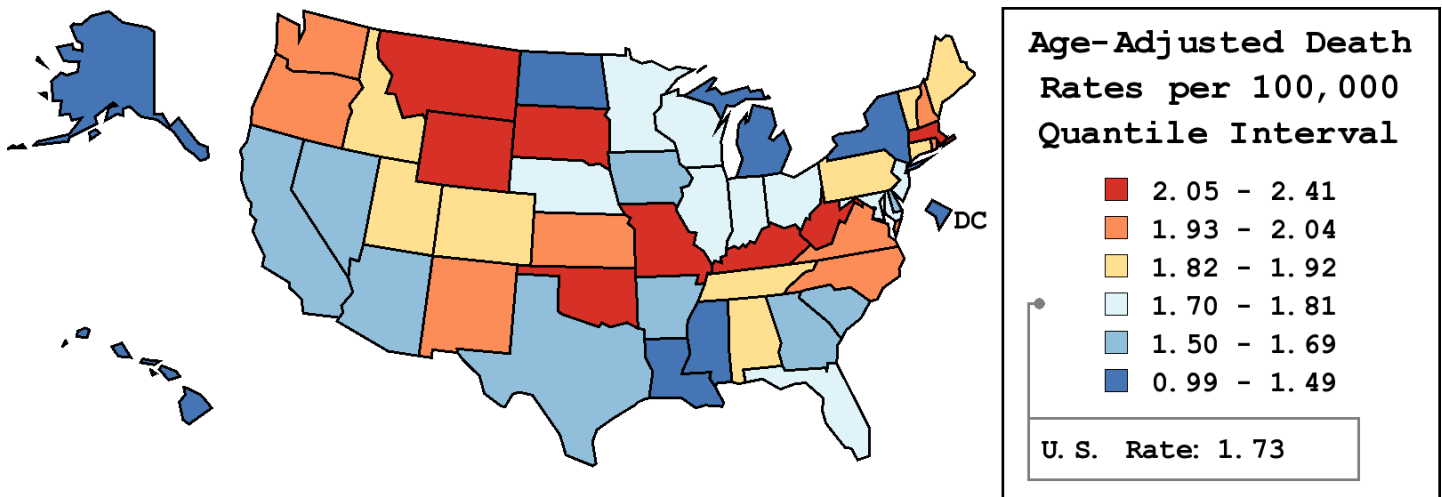 Age-Adjusted Death
Rates per 100,000
Quantile Interval
2.05 - 2.41
1.93 - 2.04
1.82 - 1.92
1.70 - 1.81
1.50 - 1.69
0.99 - 1.49
U.S. Rate: 1.73
DC